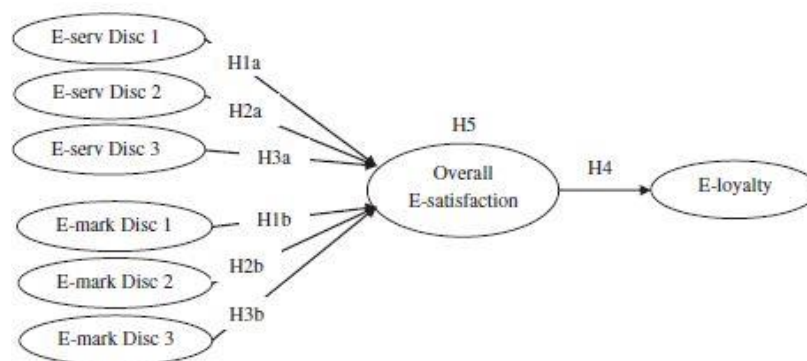 E-serv Disc 1
H1a
E-serv Disc 2
H2a
E-serv Disc 3
H3a
H5
Overall
E-satisfaction
H4
E-loyalty
E-mark Disc 1
H1b
E-mark Disc 2
H2b
E-mark Disc 3
H3b